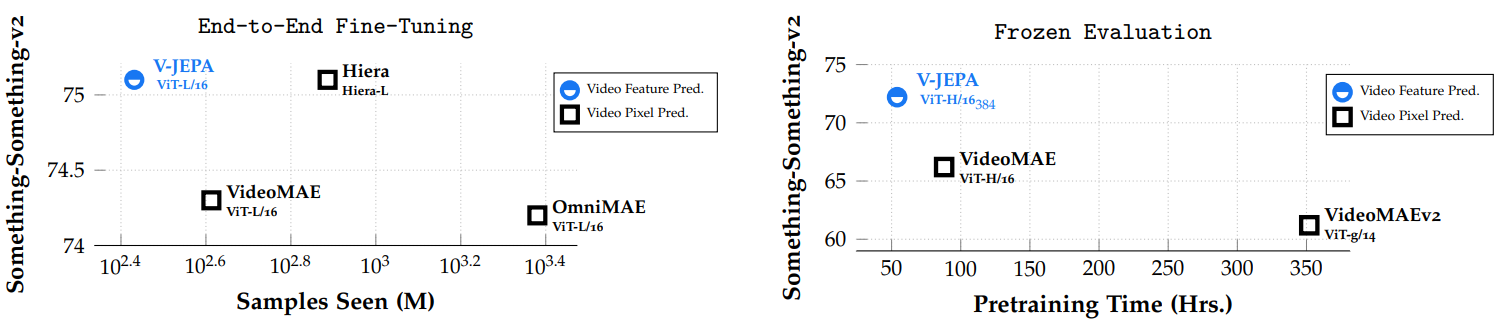 End-to-End Fine-Tuning
Something-Something-v2
75
74.5
74
V-JEPA
ViT-L/16
Hiera
Hiera-L
VideoMAE
ViT-L/16
OmniMAE
ViT-L/16
Video Feature Pred.
Video Pixel Pred.
10^2.4 10^2.6 10^2.8 10^3 10^3.2 10^3.4
Samples Seen (M)
Frozen Evaluation
Something-Something-v2
75
70
65
60
V-JEPA
ViT-H/16384
VideoMAE
ViT-H/16
VideoMAEv2
ViT-g/14
Video Feature Pred.
Video Pixel Pred.
50 100 150 200 250 300 350
Pretraining Time (Hrs.)